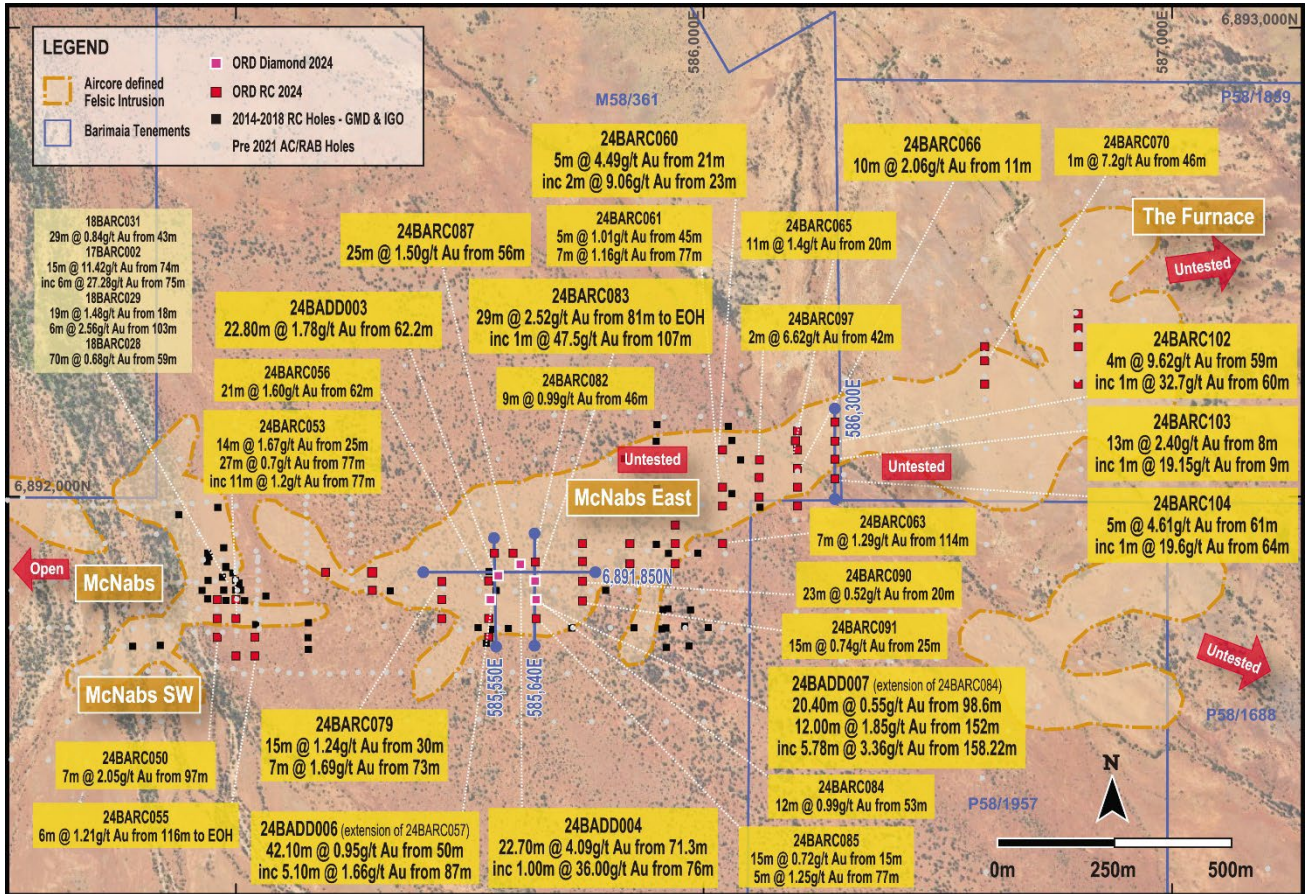 LEGEND
Aircore defined
Felsic Intrusion
Barimaia Tenements
ORD Diamond 2024
ORD RC 2024
2014-2018 RC Holes - GMD & IGO
Pre 2021 AC/RAB Holes
586,000E
587,000E
6,893,000N
M58/361
P58/1889
24BARC060
5m @ 4.49g/t Au from 21m
inc 2m @ 9.06g/t Au from 23m
24BARC066
10m @ 2.06g/t Au from 11m
24BARC070
1m @ 7.2g/t Au from 46m
18BARC031
29m @ 0.84g/t Au from 43m
17BARC002
15m @ 11.42g/t Au from 74m
inc 6m @ 27.28g/t Au from 75m
18BARC029
19m @ 1.48g/t Au from 18m
6m @ 2.56g/t Au from 103m
18BARC028
70m @ 0.68g/t Au from 59m
24BARC087
25m @ 1.50g/t Au from 56m
24BARC061
5m @ 1.01g/t Au from 45m
7m @ 1.16g/t Au from 77m
24BARC065
11m @ 1.4g/t Au from 20m
The Furnace
Untested
24BADD003
22.80m @ 1.78g/t Au from 62.2m
24BARC083
29m @ 2.52g/t Au from 81m to EOH
inc 1m @ 47.5g/t Au from 107m
24BARC097
2m @ 6.62g/t Au from 42m
24BARC102
4m @ 9.62g/t Au from 59m
inc 1m @ 32.7g/t Au from 60m
24BARC056
21m @ 1.60g/t Au from 62m
24BARC082
9m @ 0.99g/t Au from 46m
24BARC053
14m @ 1.67g/t Au from 25m
27m @ 0.7g/t Au from 77m
inc 11m @ 1.2g/t Au from 77m
586,300E
24BARC103
13m @ 2.40g/t Au from 8m
inc 1m @ 19.15g/t Au from 9m
Untested
Untested
6,892,000N
McNabs East
24BARC104
5m @ 4.61g/t Au from 61m
inc 1m @ 19.6g/t Au from 64m
24BARC063
7m @ 1.29g/t Au from 114m
Open
McNabs
6.891,850N
24BARC090
23m @ 0.52g/t Au from 20m
24BARC091
15m @ 0.74g/t Au from 25m
Untested
McNabs SW
585,550E
585,640E
24BADD007 (extension of 24BARC084)
20.40m @ 0.55g/t Au from 98.6m
12.00m @ 1.85g/t Au from 152m
inc 5.78m @ 3.36g/t Au from 158.22m
P58/1688
24BARC079
15m @ 1.24g/t Au from 30m
7m @ 1.69g/t Au from 73m
24BARC050
7m @ 2.05g/t Au from 97m
24BARC084
12m @ 0.99g/t Au from 53m
P58/1957
N
24BARC055
6m @ 1.21g/t Au from 116m to EOH
24BADD006 (extension of 24BARC057)
42.10m @ 0.95g/t Au from 50m
inc 5.10m @ 1.66g/t Au from 87m
24BADD004
22.70m @ 4.09g/t Au from 71.3m
inc 1.00m @ 36.00g/t Au from 76m
24BARC085
15m @ 0.72g/t Au from 15m
5m @ 1.25g/t Au from 77m
0m
250m
500m